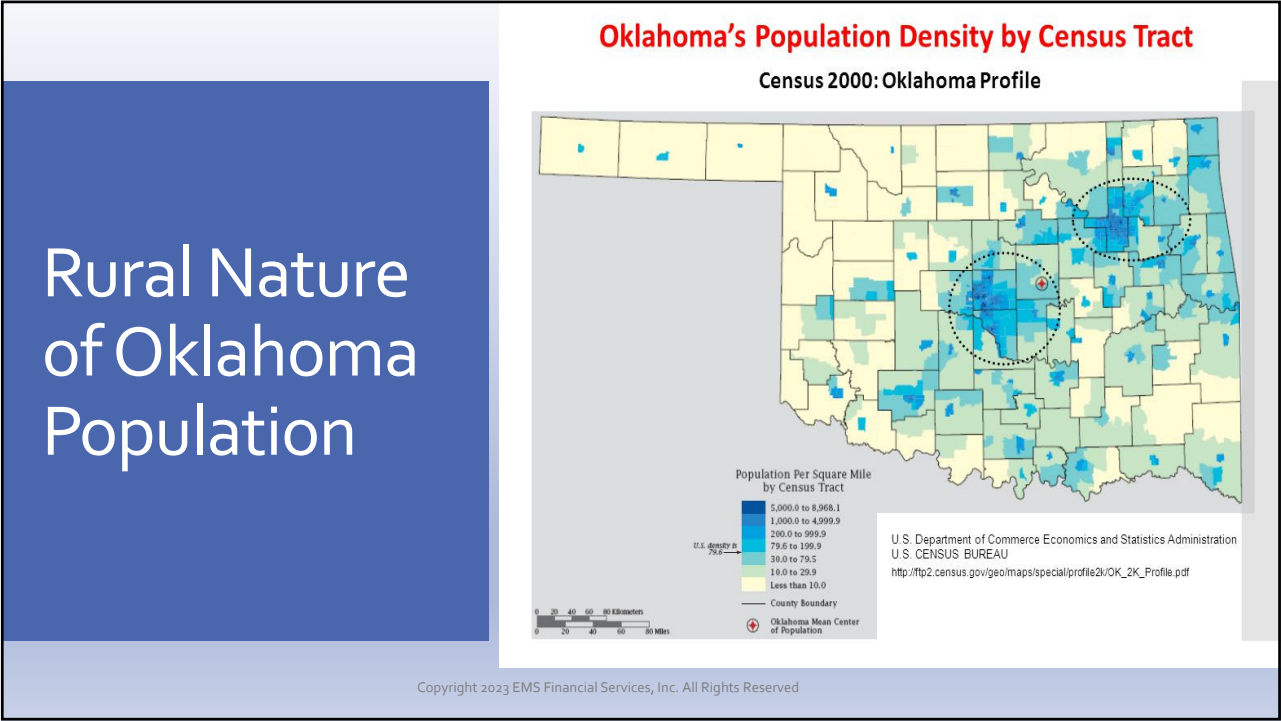 Rural Nature
of Oklahoma
Population
Oklahoma's Population Density by Census Tract
Census 2000: Oklahoma Profile
Population Per Square Mile
by Census Tract
5,000.0 to 8,968.1
1,000.0 to 4,999.9
200.0 to 999.9
U.S. density is
79.6
79.6 to 199.9
30.0 to 79.5
10.0 to 29.9
Less than 10.0
County Boundary
Oklahoma Mean Center
of Population
0 20 40 60 80 Kilometers
0 20 40 60 80 Miles
U.S. Department of Commerce Economics and Statistics Administration
U.S. CENSUS BUREAU
http://ftp2.census.gov/geo/maps/special/profile2k/OK_2K_Profile.pdf
Copyright 2023 EMS Financial Services, Inc. All Rights Reserved